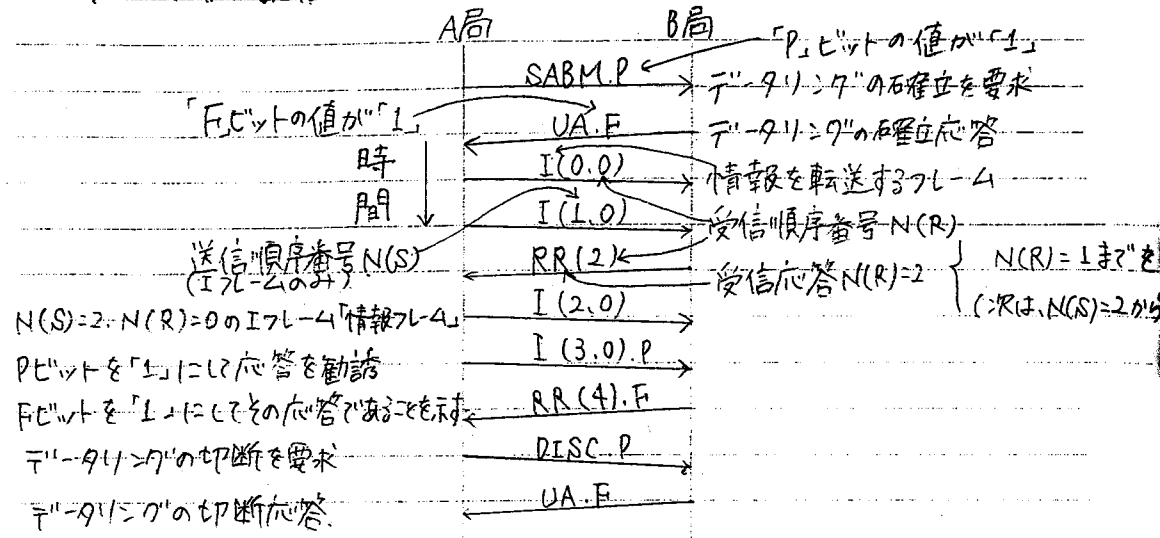 A局 B局
「P」ビットの値が「1」
SABM.P データリングの確立を要求
「F」ビットの値が「1」 UA.F データリングの確立応答
時間
I(0.0) 情報を転送するフレーム
I(1.0) 受信順序番号N(R)
送信順序番号N(S)
(Iフレームのみ)
RR(2) 受信応答N(R)=2 N(R)=1までを
(次は、N(S)=2から
N(S)=2.N(R)=0のIフレーム「情報フレーム」 I(2.0)
Pビットを「1」にして応答を勧誘 I(3.0).P
Fビットを「1」にしてその応答であることを示す RR(4).F
データリングの切断を要求 DISC.P
データリングの切断応答. UA.F